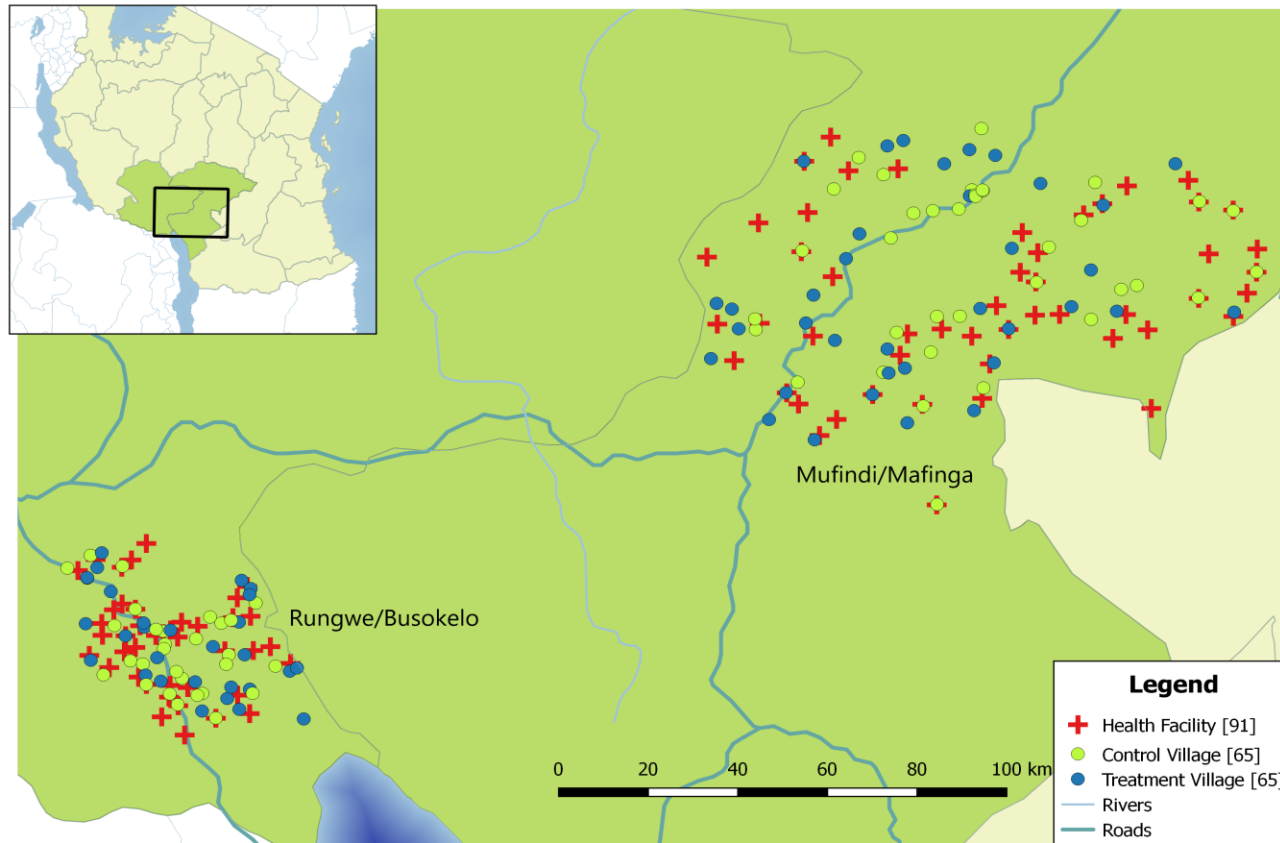 Mufindi/Mafinga
Rungwe/Busokelo
Legend
Health Facility [91]
Control Village [65]
Treatment Village [65]
Rivers
Roads
0 20 40 60 80 100 km